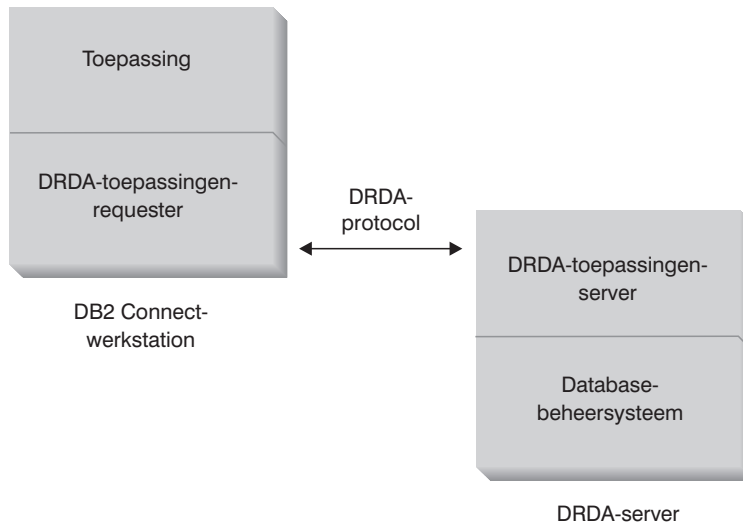 Toepassing
DRDA-toepassingen-
requester
DRDA-
protocol
DB2 Connect-
werkstation
DRDA-toepassingen-
server
Database-
beheersysteem
DRDA-server